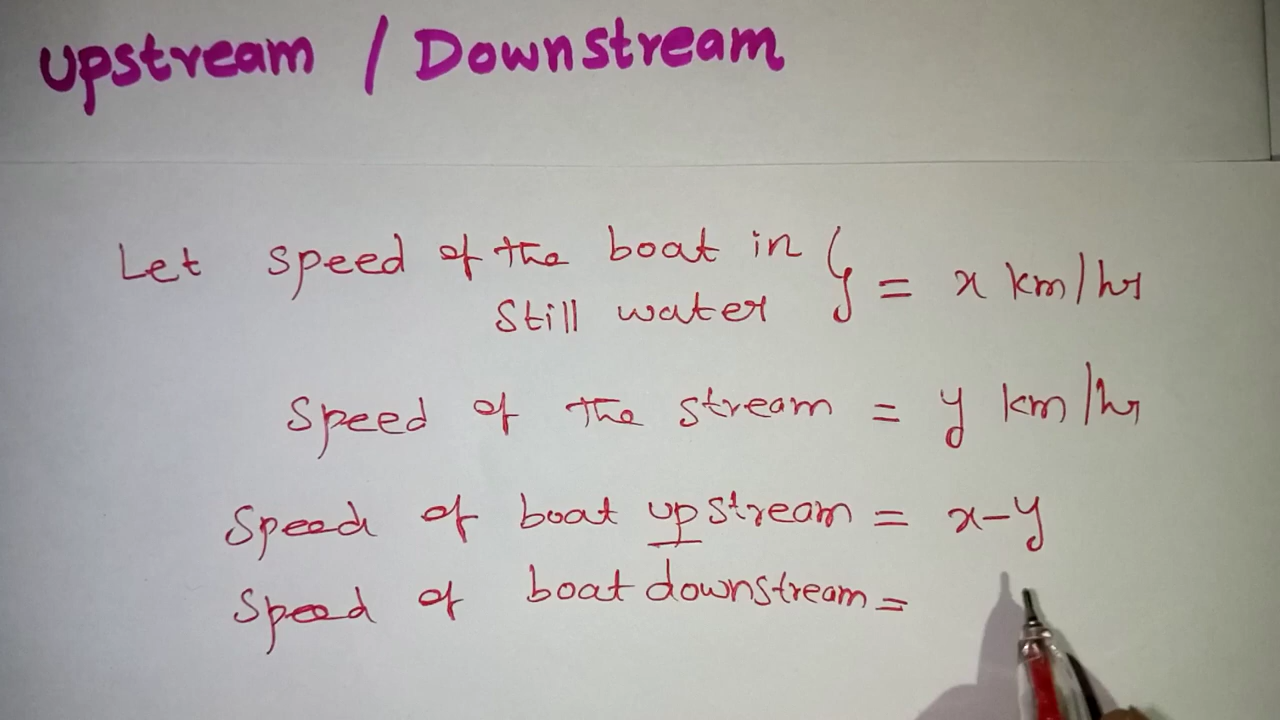 Upstream / Downstream
Let speed of the boat in
still water } = x km/hr
Speed of the stream = y km/hr
Speed of boat upstream = x-y
Speed of boat downstream =